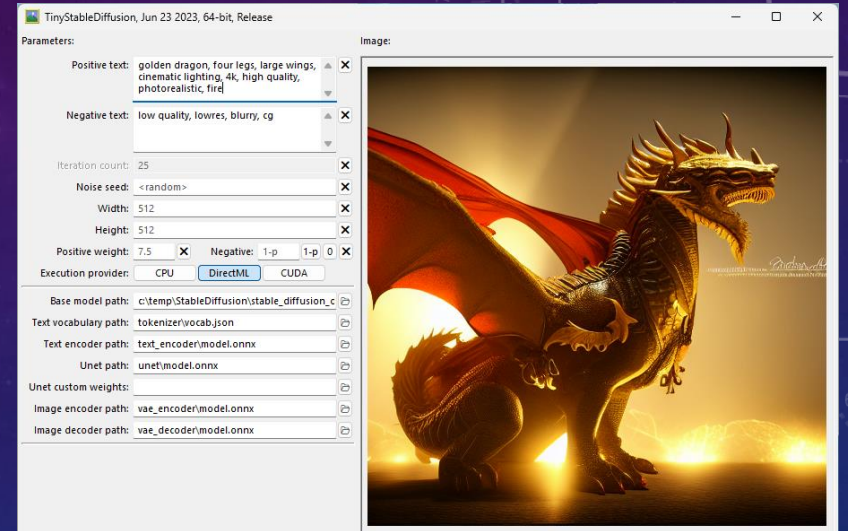 TinyStableDiffusion, Jun 23 2023, 64-bit, Release
Parameters:
Positive text: golden dragon, four legs, large wings,
cinematic lighting, 4k, high quality,
photorealistic, fire
Negative text: low quality, lowres, blurry, cg
Iteration count: 25
Noise seed: <random>
Width: 512
Height: 512
Positive weight: 7.5 Negative: 1-p 1-p 0
Execution provider: CPU DirectML CUDA
Base model path: c:\temp\StableDiffusion\stable_diffusion_c
Text vocabulary path: tokenizer\vocab.json
Text encoder path: text_encoder\model.onnx
Unet path: unet\model.onnx
Unet custom weights:
Image encoder path: vae_encoder\model.onnx
Image decoder path: vae_decoder\model.onnx
Image: